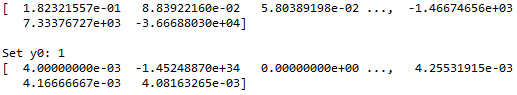 [  1.82321557e-01   8.83922160e-02   5.80389198e-02 ...,  -1.46674656e+03
   7.33376727e+03  -3.66688030e+04]
Set y0: 1
[  4.00000000e-03  -1.45248870e+34   0.00000000e+00 ...,   4.25531915e-03
   4.16666667e-03   4.08163265e-03]